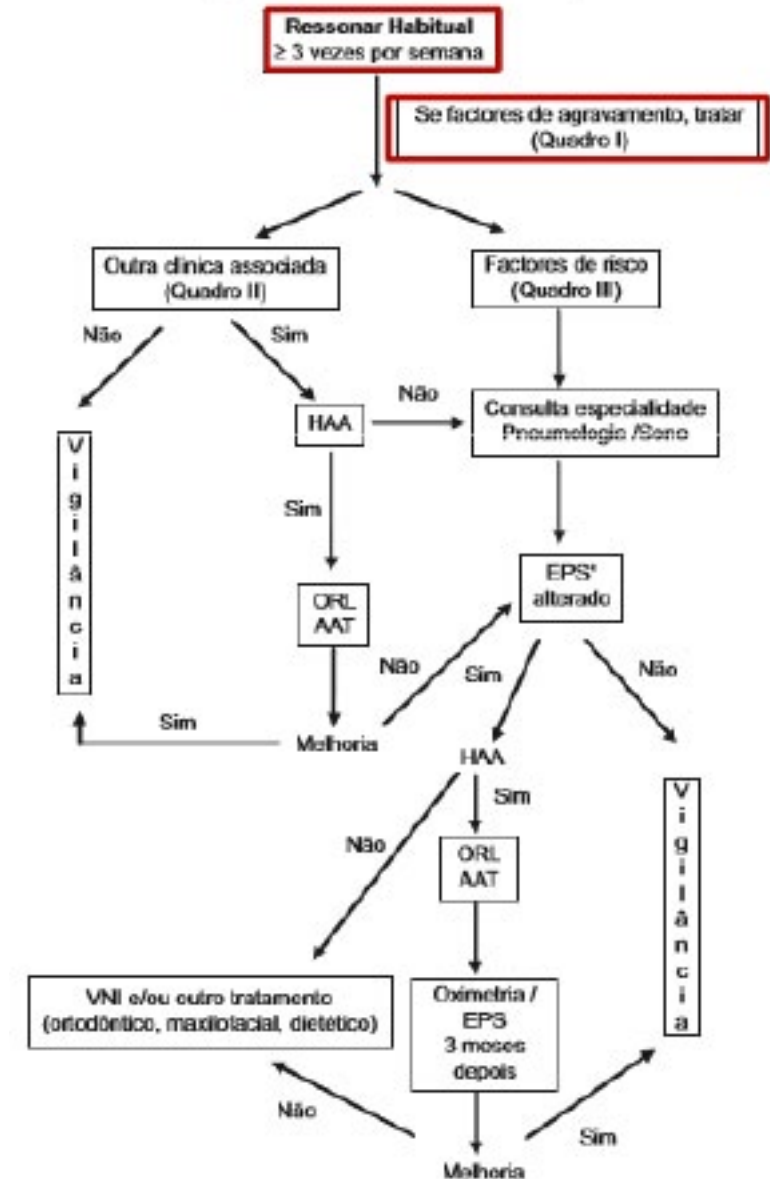 Ressonar Habitual
≥ 3 vezes por semana
Se factores de agravamento, tratar
(Quadro I)
Outra clínica associada
(Quadro II)
Factores de risco
(Quadro III)
Não
Sim
HAA
Não
Consulta especialidade
Pneumologia /Sono
Vigilância
Sim
ORL
AAT
EPS*
alterado
Não
Sim
Não
Sim
Melhoria
HAA
Vigilância
Não
Sim
ORL
AAT
VNI e/ou outro tratamento
(ortodôntico, maxilofacial, dietético)
Oximetria /
EPS
3 meses
depois
Não
Sim
Melhoria